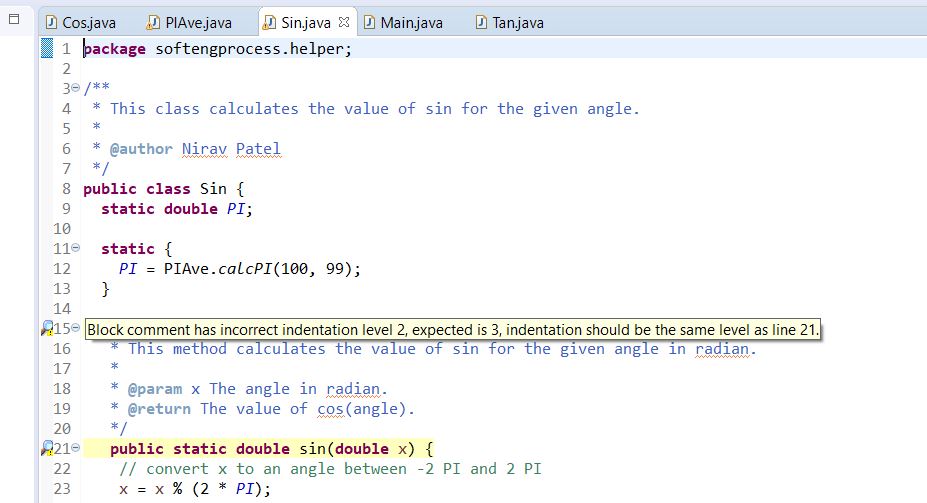 Cos.java PIAve.java Sin.java Main.java Tan.java
1 package softengprocess.helper;
2
3 /**
4 * This class calculates the value of sin for the given angle.
5 *
6 * @author Nirav Patel
7 */
8 public class Sin {
9 static double PI;
10
11 static {
12 PI = PIAve.calcPI(100, 99);
13 }
14
15 Block comment has incorrect indentation level 2, expected is 3, indentation should be the same level as line 21.
16 * This method calculates the value of sin for the given angle in radian.
17 *
18 * @param x The angle in radian.
19 * @return The value of cos(angle).
20 */
21 public static double sin(double x) {
22 // convert x to an angle between -2 PI and 2 PI
23 x = x % (2 * PI);